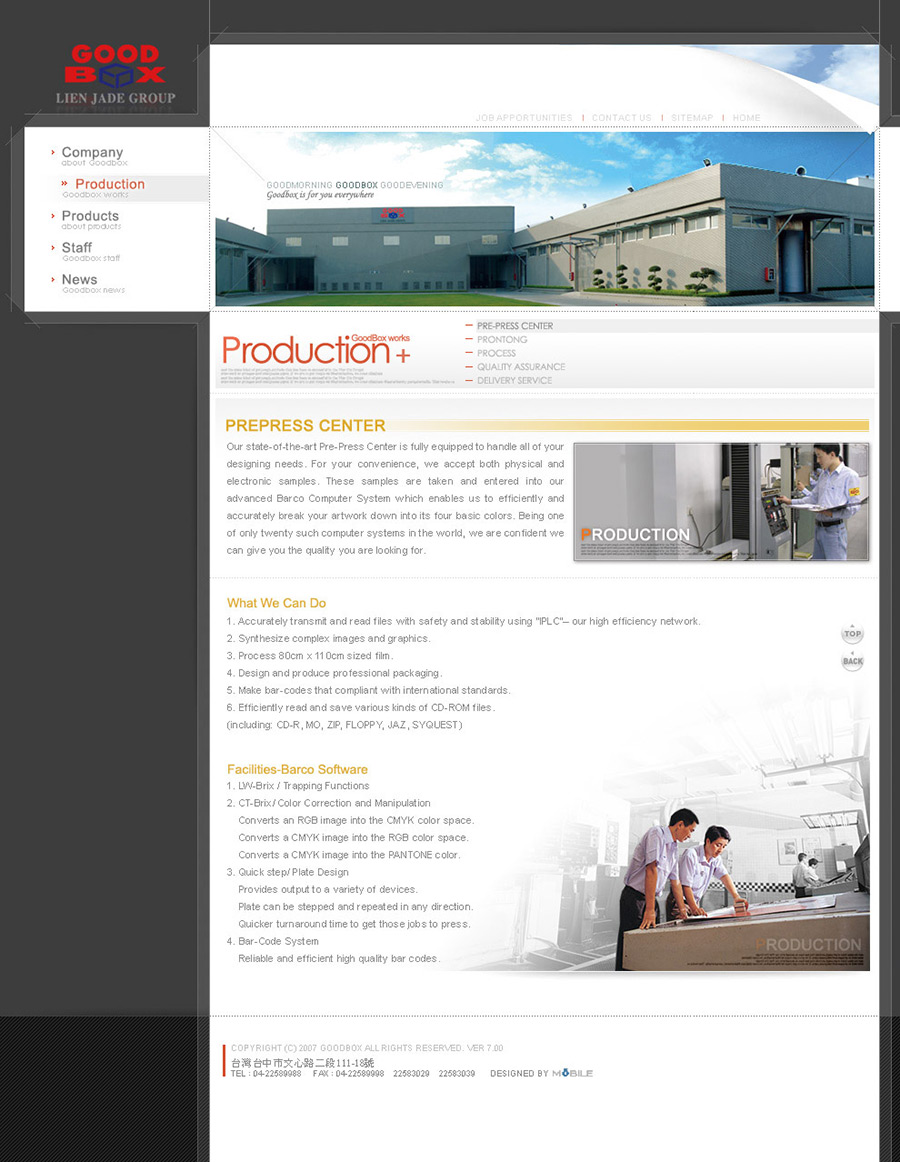 GOOD
BOX
LIEN JADE GROUP
JOB APPORTUNITIES | CONTACT US | SITEMAP | HOME
Company
about Goodbox
Production
Goodbox works
Products
about products
Staff
Goodbox staff
News
Goodbox news
GOODMORNING GOODBOX GOODEVENING
Goodbox is for you everywhere
GoodBox works
Production +
PRE-PRESS CENTER
PRONTONG
PROCESS
QUALITY ASSURANCE
DELIVERY SERVICE
PREPRESS CENTER
Our state-of-the-art Pre-Press Center is fully equipped to handle all of your
designing needs. For your convenience, we accept both physical and
electronic samples. These samples are taken and entered into our
advanced Barco Computer System which enables us to efficiently and
accurately break your artwork down into its four basic colors. Being one
of only twenty such computer systems in the world, we are confident we
can give you the quality you are looking for.
PRODUCTION
What We Can Do
1. Accurately transmit and read files with safety and stability using "IPLC"– our high efficiency network.
2. Synthesize complex images and graphics.
3. Process 80cm x 110cm sized film.
4. Design and produce professional packaging.
5. Make bar-codes that compliant with international standards.
6. Efficiently read and save various kinds of CD-ROM files.
(including: CD-R, MO, ZIP, FLOPPY, JAZ, SYQUEST)
TOP
BACK
Facilities-Barco Software
1. LW-Brix / Trapping Functions
2. CT-Brix / Color Correction and Manipulation
Converts an RGB image into the CMYK color space.
Converts a CMYK image into the RGB color space.
Converts a CMYK image into the PANTONE color.
3. Quick step/ Plate Design
Provides output to a variety of devices.
Plate can be stepped and repeated in any direction.
Quicker turnaround time to get those jobs to press.
4. Bar-Code System
Reliable and efficient high quality bar codes.
PRODUCTION
COPYRIGHT (C) 2007 GOODBOX ALL RIGHTS RESERVED. VER 7.00
台灣台中市文心路二段111-18號
TEL : 04-22589988 FAX : 04-22589998 22583029 22583039 DESIGNED BY MOBILE